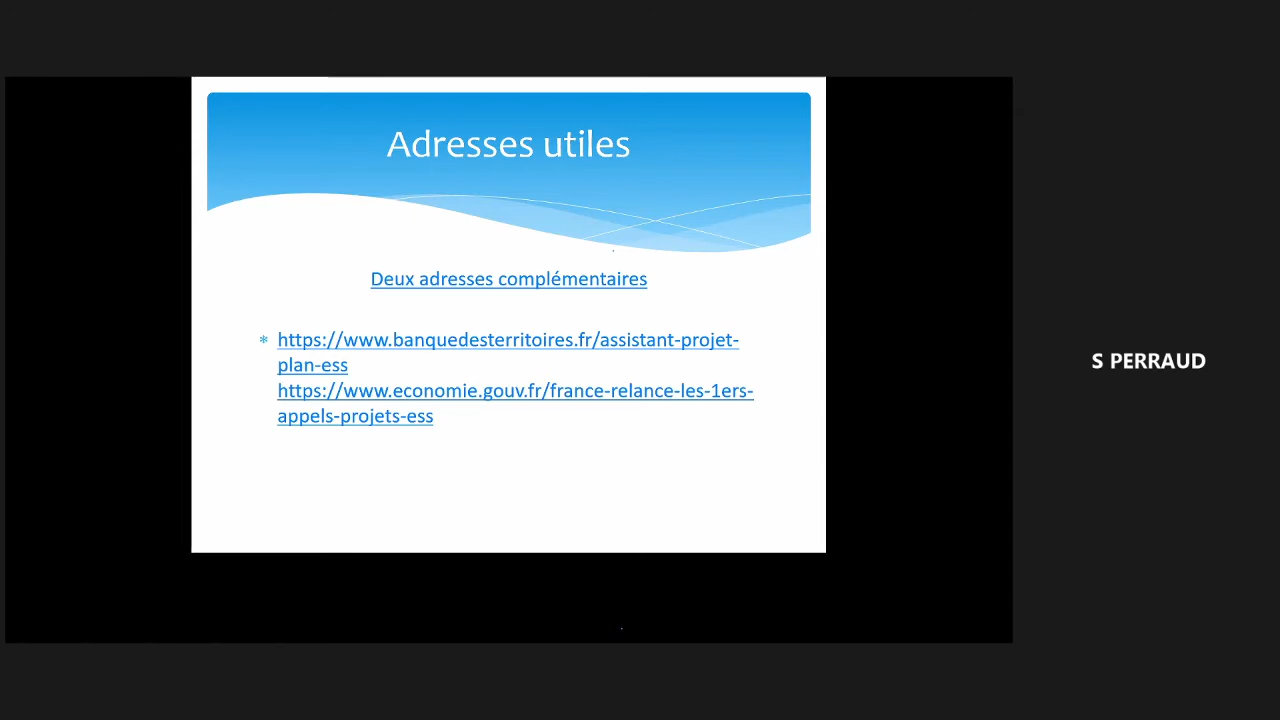 Adresses utiles
Deux adresses complémentaires
* https://www.banquedesterritoires.fr/assistant-projet-
plan-ess
https://www.economie.gouv.fr/france-relance-les-1ers-
appels-projets-ess
S PERRAUD